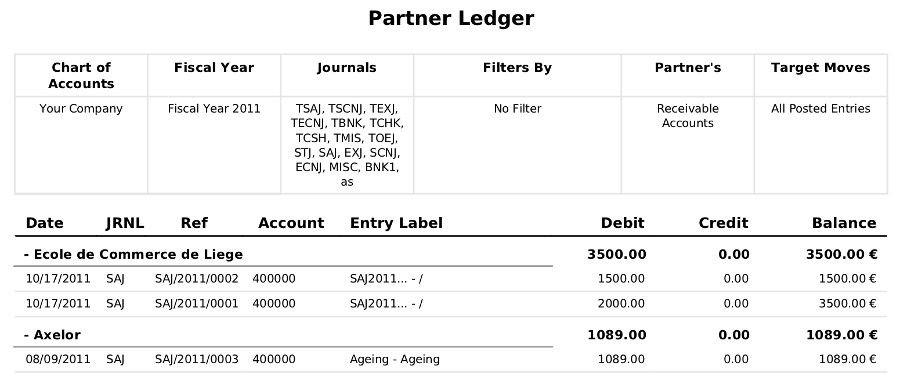 Partner Ledger
Chart of Accounts Fiscal Year Journals Filters By Partner's Target Moves
Your Company Fiscal Year 2011 TSAJ, TSCNJ, TEXJ, No Filter Receivable All Posted Entries
TECNJ, TBNK, TCHK, Accounts
TCSH, TMIS, TOEJ,
STJ, SAJ, EXJ, SCNJ,
ECNJ, MISC, BNK1,
as
Date JRNL Ref Account Entry Label Debit Credit Balance
- Ecole de Commerce de Liege 3500.00 0.00 3500.00 €
10/17/2011 SAJ SAJ/2011/0002 400000 SAJ2011... - / 1500.00 0.00 1500.00 €
10/17/2011 SAJ SAJ/2011/0001 400000 SAJ2011... - / 2000.00 0.00 3500.00 €
- Axelor 1089.00 0.00 1089.00 €
08/09/2011 SAJ SAJ/2011/0003 400000 Ageing - Ageing 1089.00 0.00 1089.00 €